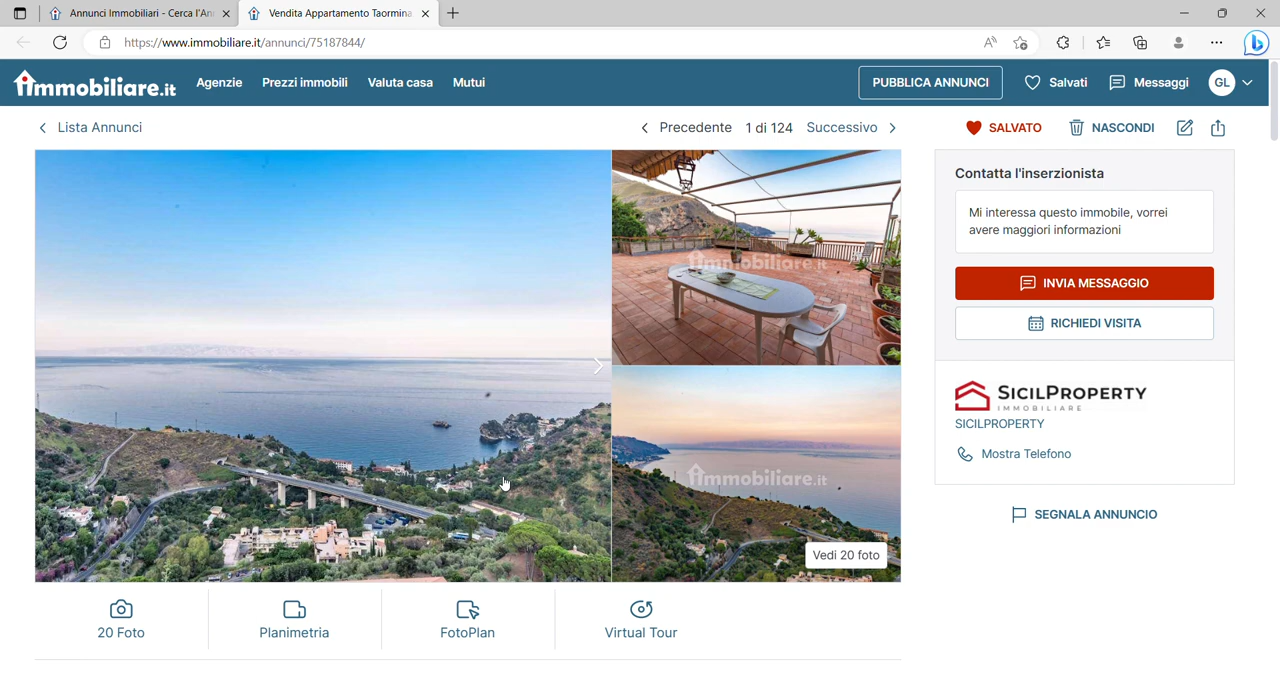 Annunci Immobiliari - Cerca l'An
Vendita Appartamento Taormina
https://www.immobiliare.it/annunci/75187844/
immobiliare.it
Agenzie
Prezzi immobili
Valuta casa
Mutui
PUBBLICA ANNUNCI
Salvati
Messaggi
GL
Lista Annunci
Precedente
1 di 124
Successivo
SALVATO
NASCONDI
immobiliare.it
immobiliare.it
Vedi 20 foto
Contatta l'inserzionista
Mi interessa questo immobile, vorrei
avere maggiori informazioni
INVIA MESSAGGIO
RICHIEDI VISITA
SICILPROPERTY
IMMOBILIARE
SICILPROPERTY
Mostra Telefono
SEGNALA ANNUNCIO
20 Foto
Planimetria
FotoPlan
Virtual Tour